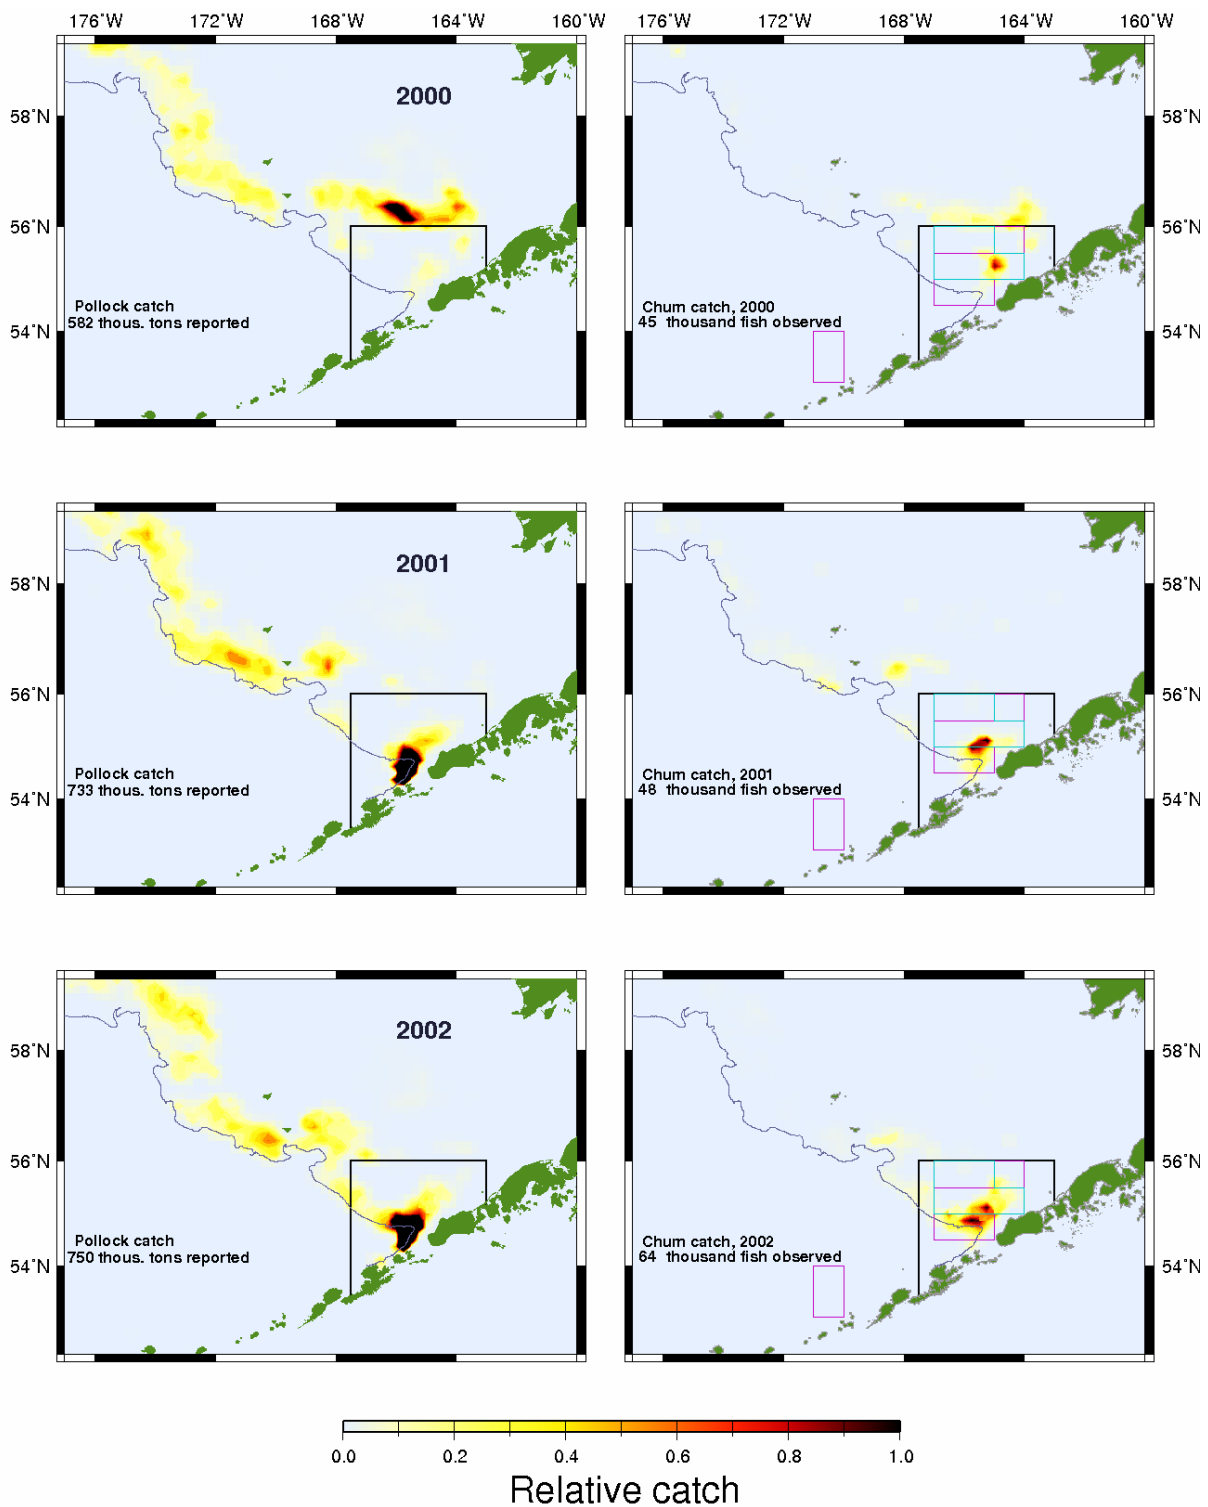 176°W 172°W 168°W 164°W 160°W 176°W 172°W 168°W 164°W 160°W
2000
58°N 58°N
56°N 56°N
Pollock catch
582 thous. tons reported
Chum catch, 2000
45 thousand fish observed
54°N 54°N
2001
58°N 58°N
56°N 56°N
Pollock catch
733 thous. tons reported
Chum catch, 2001
48 thousand fish observed
54°N 54°N
2002
58°N 58°N
56°N 56°N
Pollock catch
750 thous. tons reported
Chum catch, 2002
64 thousand fish observed
54°N 54°N
0.0 0.2 0.4 0.6 0.8 1.0
Relative catch